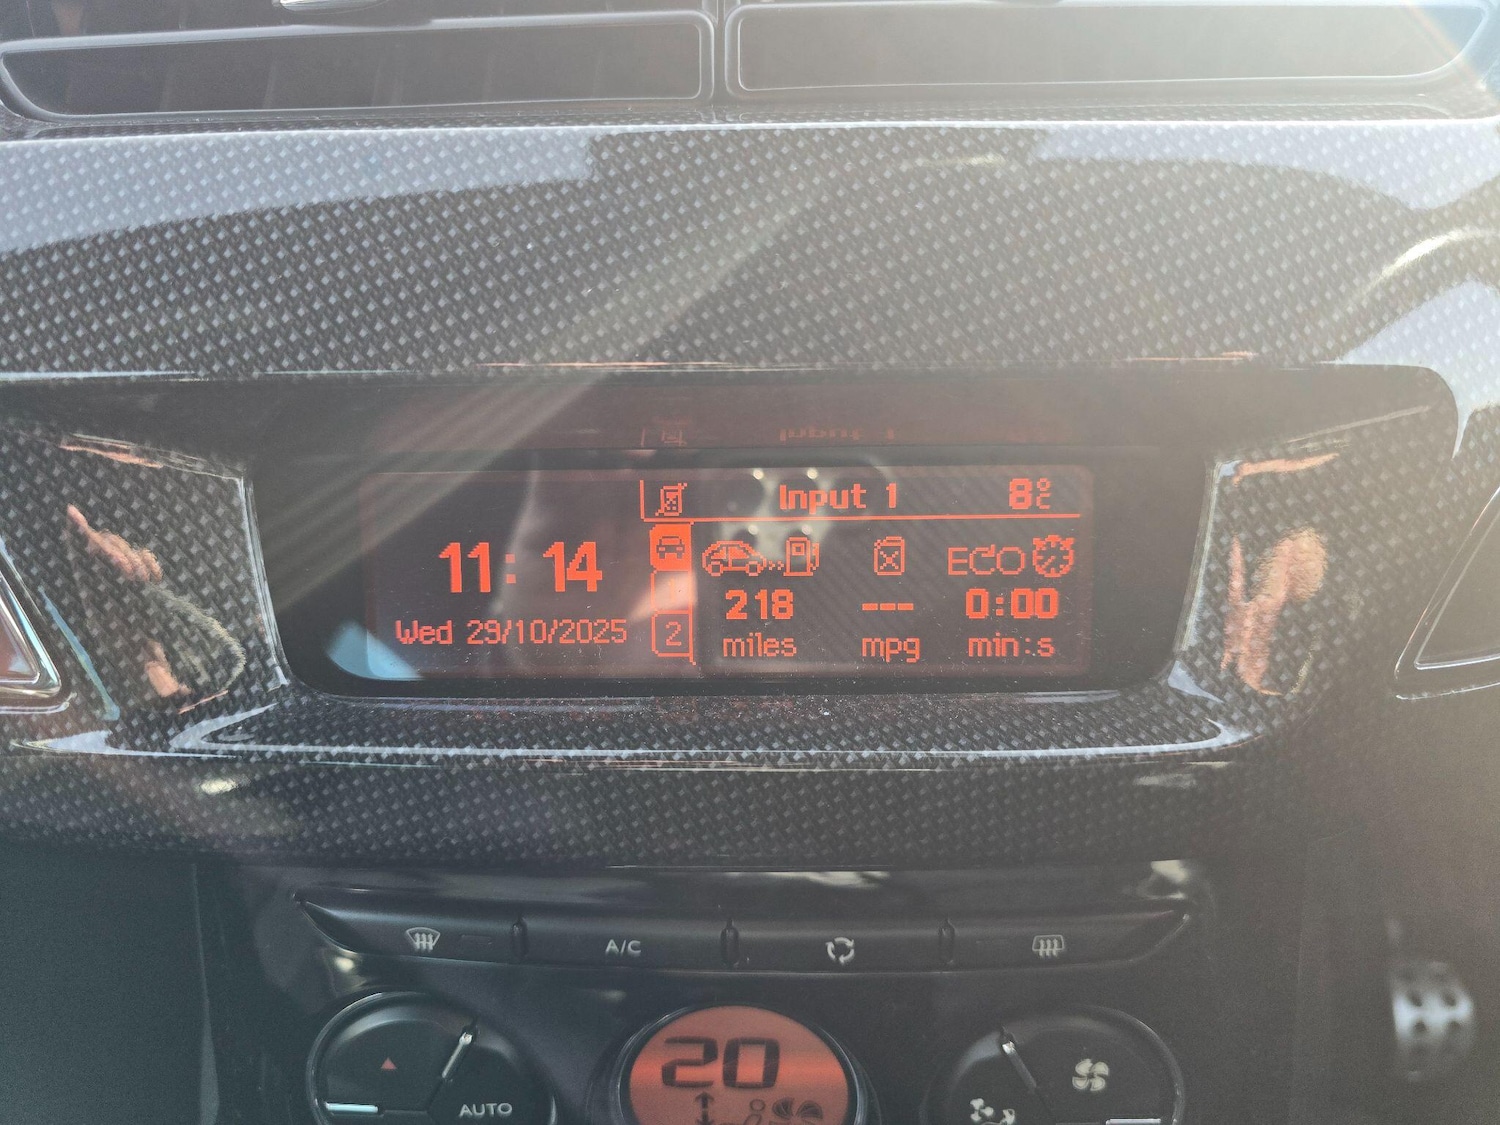 Input 1 8°C
11:14
ECO
218 --- 0:00
Wed 29/10/2025 2
miles mpg min:s
A/C
20
AUTO